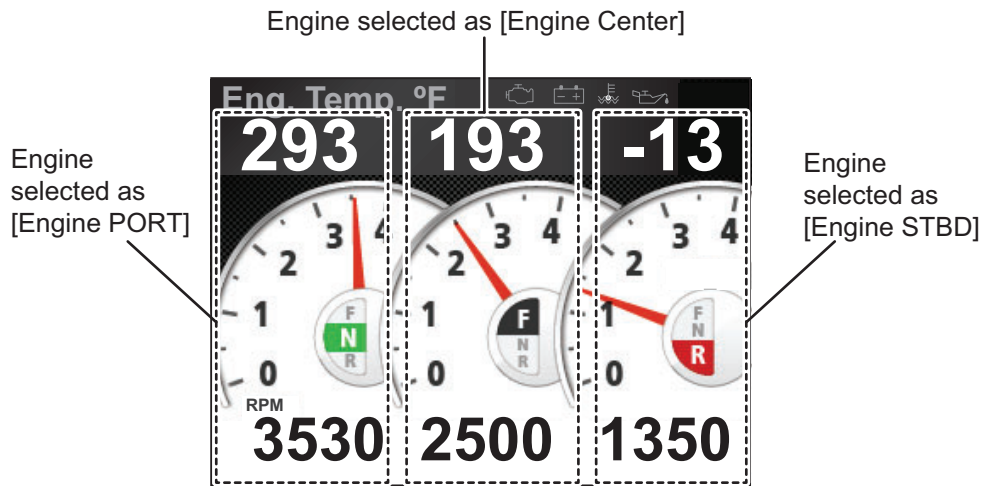 Engine selected as [Engine Center]
Eng. Temp. ºF
293 193 -13
Engine
selected as
[Engine PORT]
Engine
selected as
[Engine STBD]
3 4
2
1
0
F
N
R
3 4
2
1
0
F
N
R
3 4
2
1
0
F
N
R
RPM
3530 2500 1350